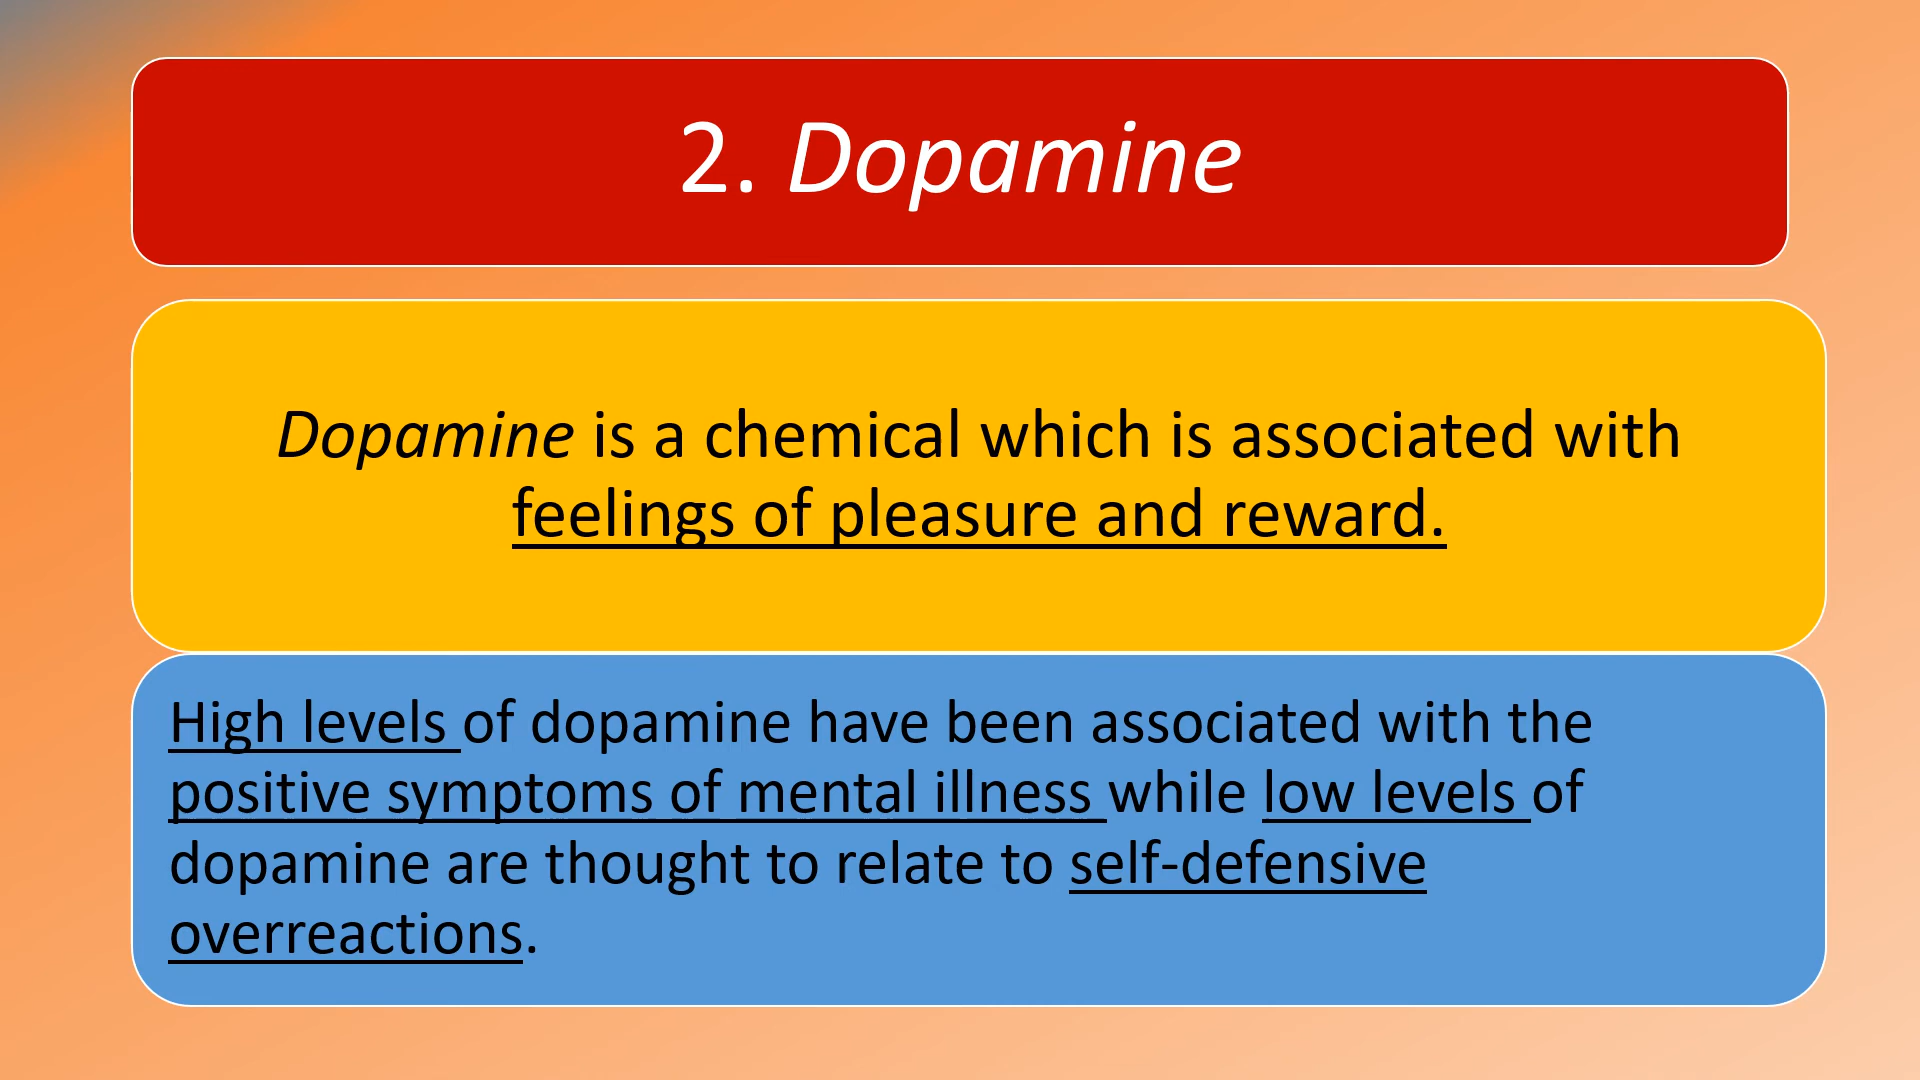 2. Dopamine
Dopamine is a chemical which is associated with
feelings of pleasure and reward.
High levels of dopamine have been associated with the
positive symptoms of mental illness while low levels of
dopamine are thought to relate to self-defensive
overreactions.